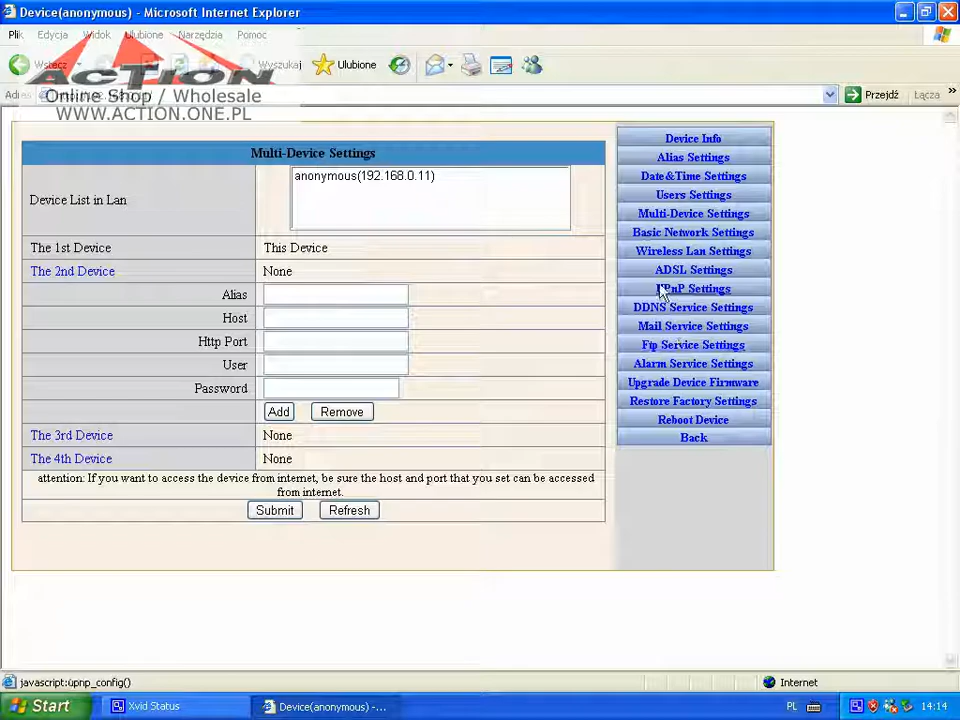 Device(anonymous) - Microsoft Internet Explorer
Plik Edycja Widok Ulubione Narzędzia Pomoc
Wstecz Wyszukaj Ulubione
ACTION
Online Shop / Wholesale
WWW.ACTION.ONE.PL
Przejdź Łącza »
Multi-Device Settings
Device List in Lan
anonymous(192.168.0.11)
The 1st Device This Device
The 2nd Device None
Alias
Host
Http Port
User
Password
Add Remove
The 3rd Device None
The 4th Device None
attention: If you want to access the device from internet, be sure the host and port that you set can be accessed
from internet.
Submit Refresh
Device Info
Alias Settings
Date&Time Settings
Users Settings
Multi-Device Settings
Basic Network Settings
Wireless Lan Settings
ADSL Settings
UPnP Settings
DDNS Service Settings
Mail Service Settings
Ftp Service Settings
Alarm Service Settings
Upgrade Device Firmware
Restore Factory Settings
Reboot Device
Back
javascript:upnp_config() Internet
Start Xvid Status Device(anonymous) -... PL 14:14